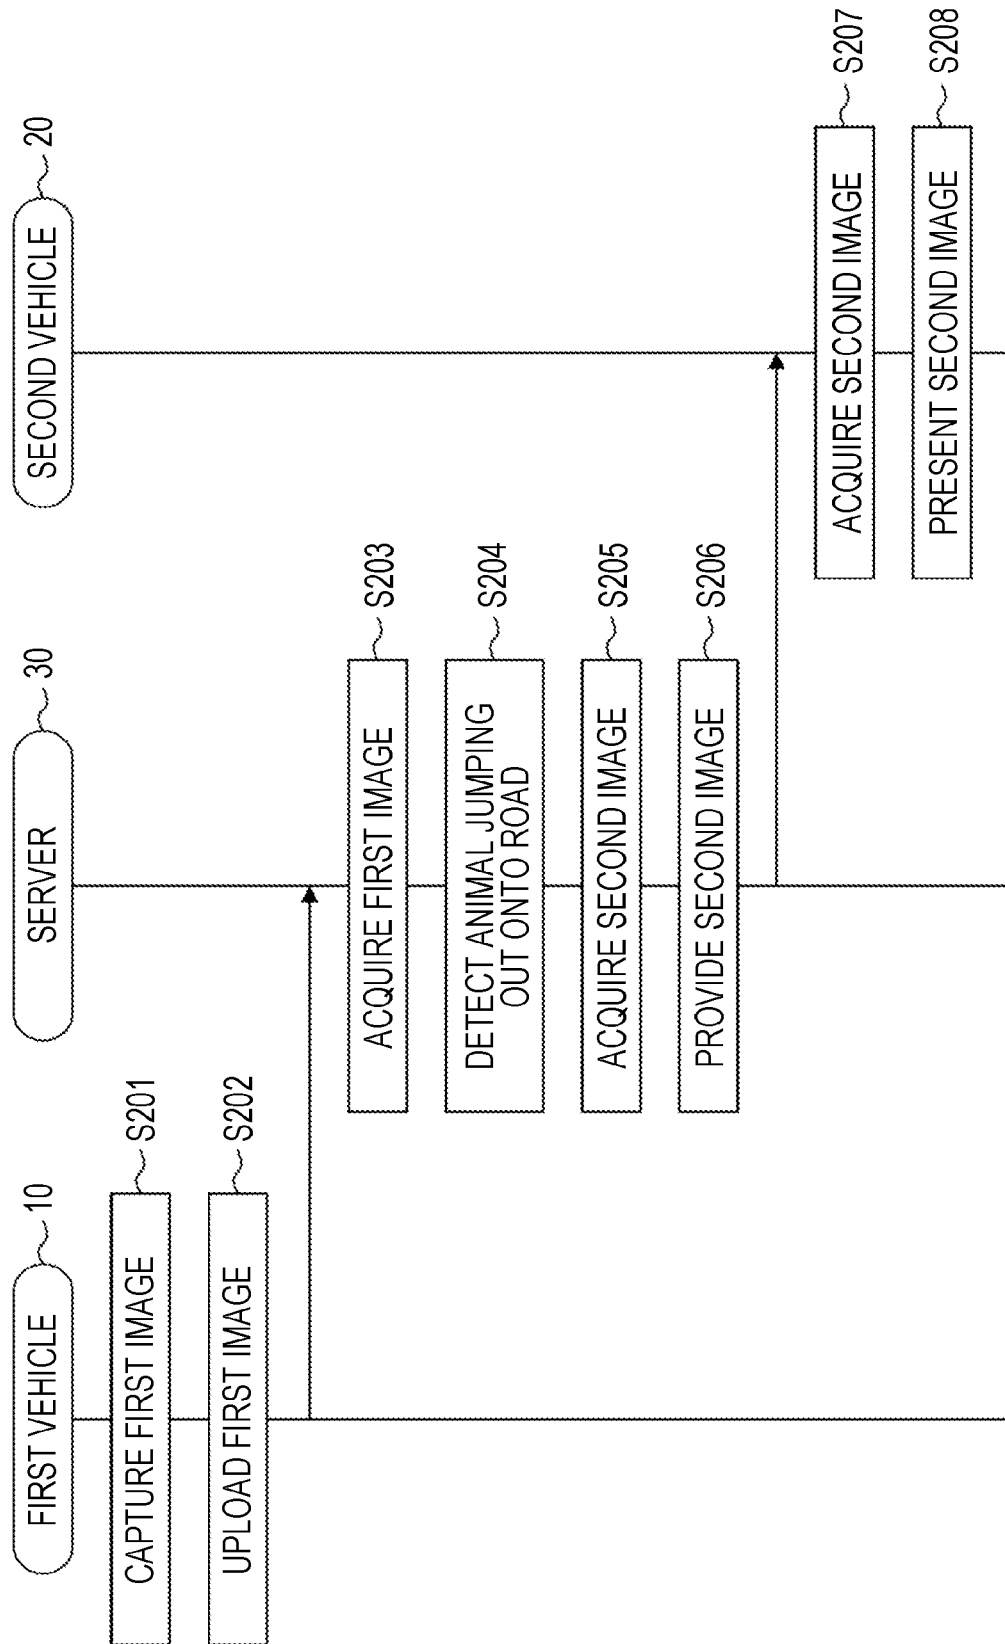 FIRST VEHICLE
10
SERVER
30
SECOND VEHICLE
20
CAPTURE FIRST IMAGE
S201
UPLOAD FIRST IMAGE
S202
ACQUIRE FIRST IMAGE
S203
DETECT ANIMAL JUMPING
OUT ONTO ROAD
S204
ACQUIRE SECOND IMAGE
S205
PROVIDE SECOND IMAGE
S206
ACQUIRE SECOND IMAGE
S207
PRESENT SECOND IMAGE
S208